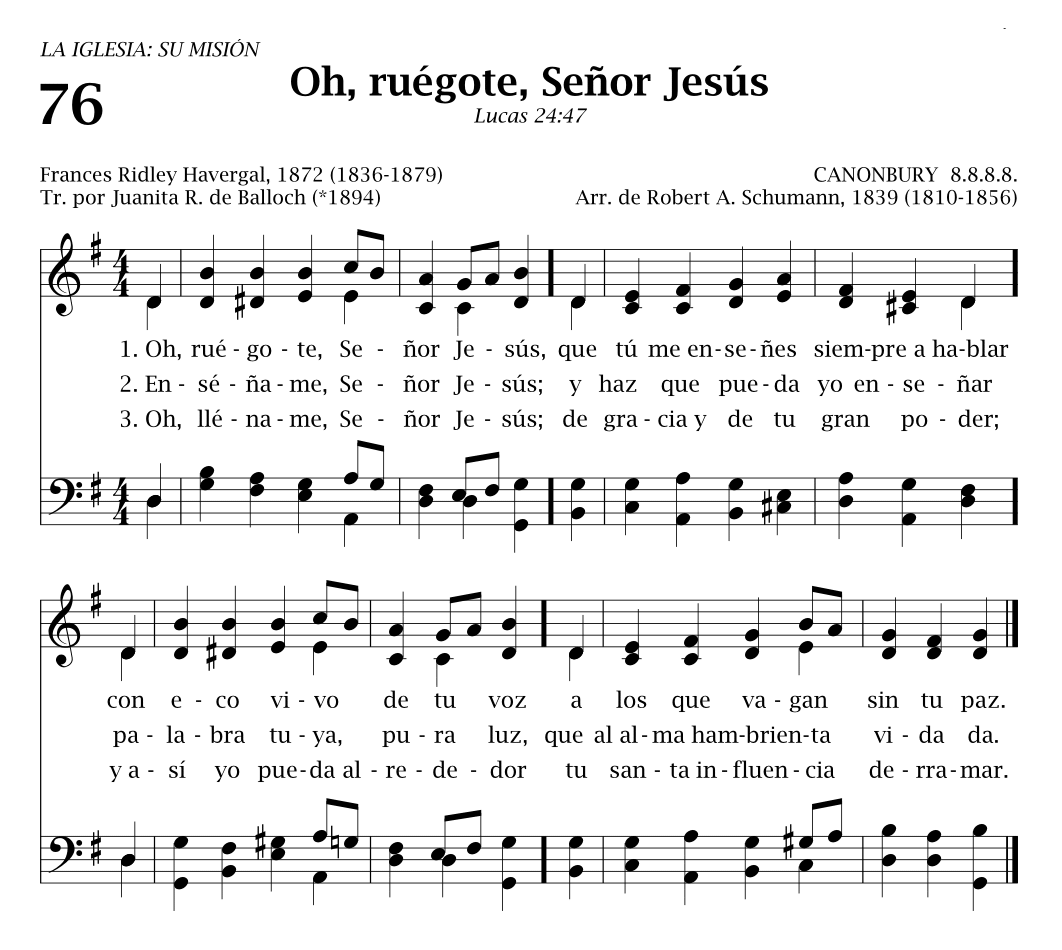 LA IGLESIA: SU MISIÓN
76
Oh, ruégote, Señor Jesús
Lucas 24:47
Frances Ridley Havergal, 1872 (1836-1879)
CANONBURY 8.8.8.8.
Tr. por Juanita R. de Balloch (*1894)
Arr. de Robert A. Schumann, 1839 (1810-1856)
4
4
1. Oh, rué - go - te, Se - ñor Je - sús, que tú me en-se-ñes siem-pre a ha-blar
2. En - sé - ña - me, Se - ñor Je - sús; y haz que pue-da yo en - se - ñar
3. Oh, llé - na - me, Se - ñor Je - sús; de gra - cia y de tu gran po - der;
4
4
con e - co vi - vo de tu voz a los que va - gan sin tu paz.
pa - la - bra tu - ya, pu - ra luz, que al al-ma ham-brien-ta vi - da da.
y a - sí yo pue-da al - re - de - dor tu san - ta in-fluen-cia de - rra-mar.